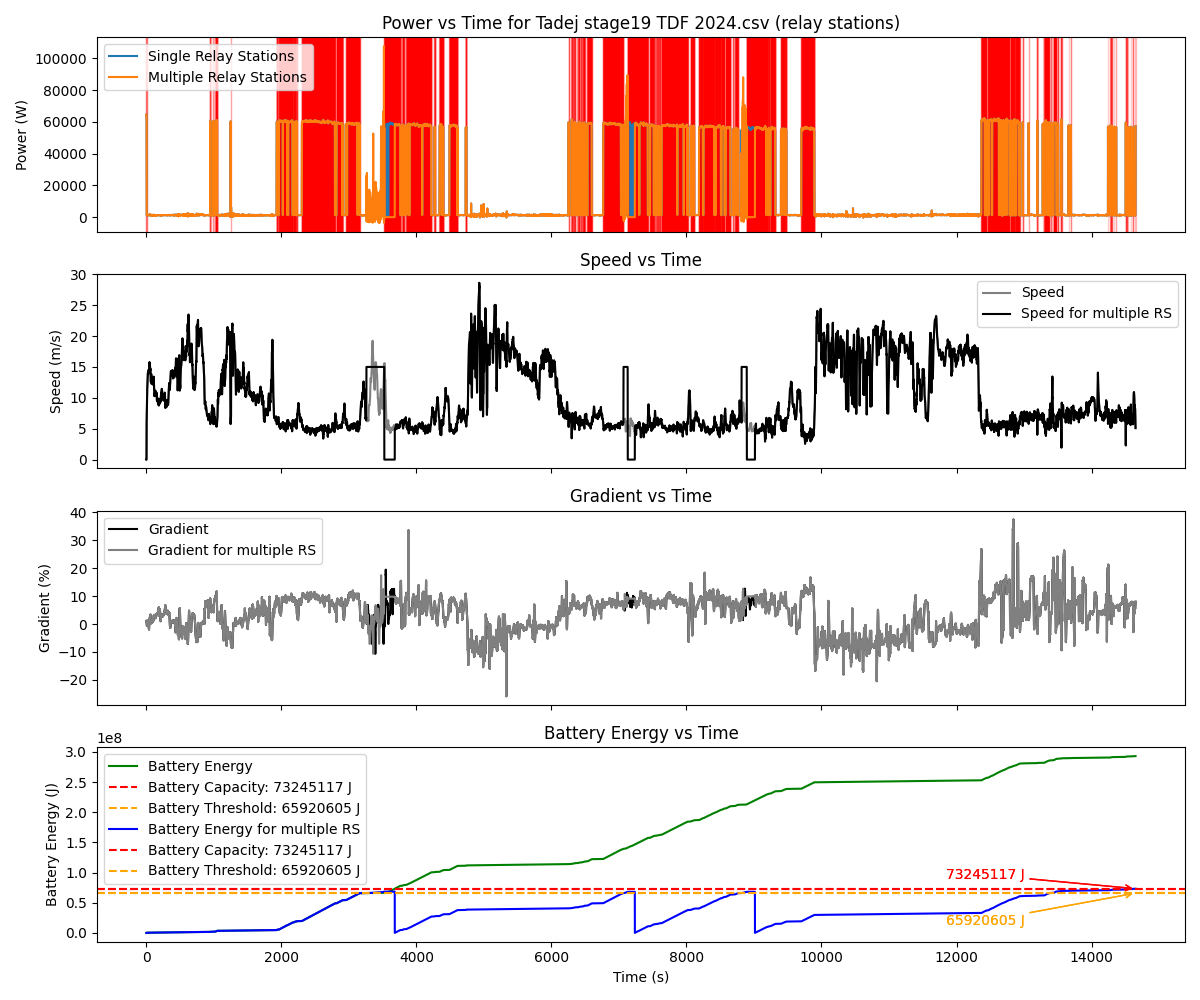 Power vs Time for Tadej stage19 TDF 2024.csv (relay stations)
Power (W)
100000
80000
60000
40000
20000
0
Single Relay Stations
Multiple Relay Stations
Speed vs Time
Speed (m/s)
30
25
20
15
10
5
0
Speed
Speed for multiple RS
Gradient vs Time
Gradient (%)
40
30
20
10
0
−10
−20
Gradient
Gradient for multiple RS
Battery Energy vs Time
1e8
Battery Energy (J)
3.0
2.5
2.0
1.5
1.0
0.5
0.0
Battery Energy
Battery Capacity: 73245117 J
Battery Threshold: 65920605 J
Battery Energy for multiple RS
Battery Capacity: 73245117 J
Battery Threshold: 65920605 J
73245117 J
65920605 J
0 2000 4000 6000 8000 10000 12000 14000
Time (s)